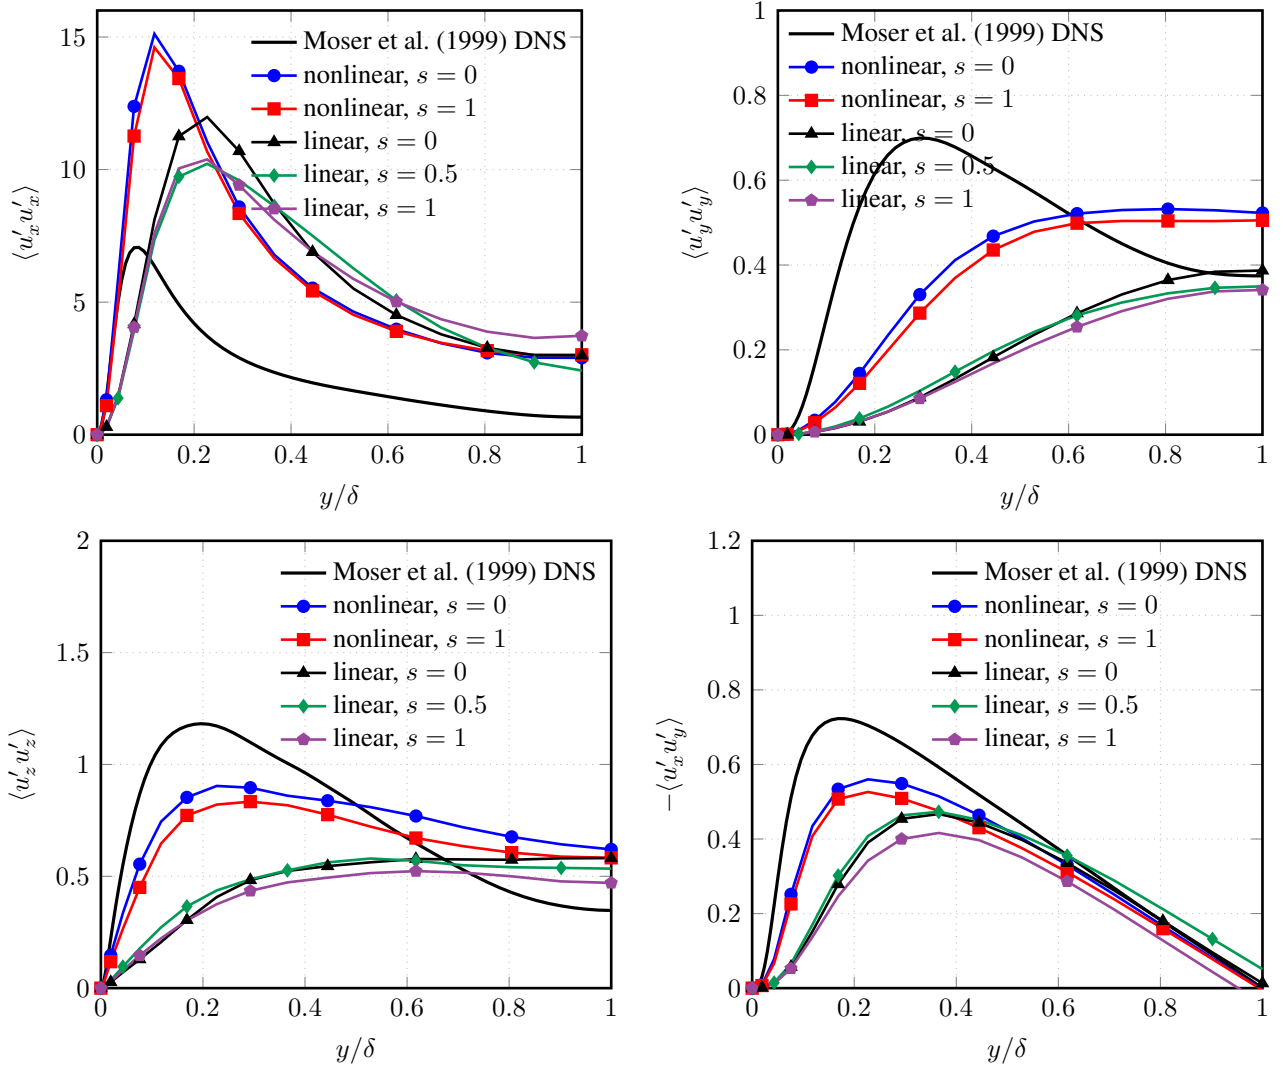 15
10
5
0
0
0.2
0.4
0.6
0.8
1
⟨u′ₓu′ₓ⟩
y/δ
Moser et al. (1999) DNS
nonlinear, s = 0
nonlinear, s = 1
linear, s = 0
linear, s = 0.5
linear, s = 1
1
0.8
0.6
0.4
0.2
0
0
0.2
0.4
0.6
0.8
1
⟨u′_y u′_y⟩
y/δ
Moser et al. (1999) DNS
nonlinear, s = 0
nonlinear, s = 1
linear, s = 0
linear, s = 0.5
linear, s = 1
2
1.5
1
0.5
0
0
0.2
0.4
0.6
0.8
1
⟨u′_z u′_z⟩
y/δ
Moser et al. (1999) DNS
nonlinear, s = 0
nonlinear, s = 1
linear, s = 0
linear, s = 0.5
linear, s = 1
1.2
1
0.8
0.6
0.4
0.2
0
0
0.2
0.4
0.6
0.8
1
−⟨u′ₓu′_y⟩
y/δ
Moser et al. (1999) DNS
nonlinear, s = 0
nonlinear, s = 1
linear, s = 0
linear, s = 0.5
linear, s = 1